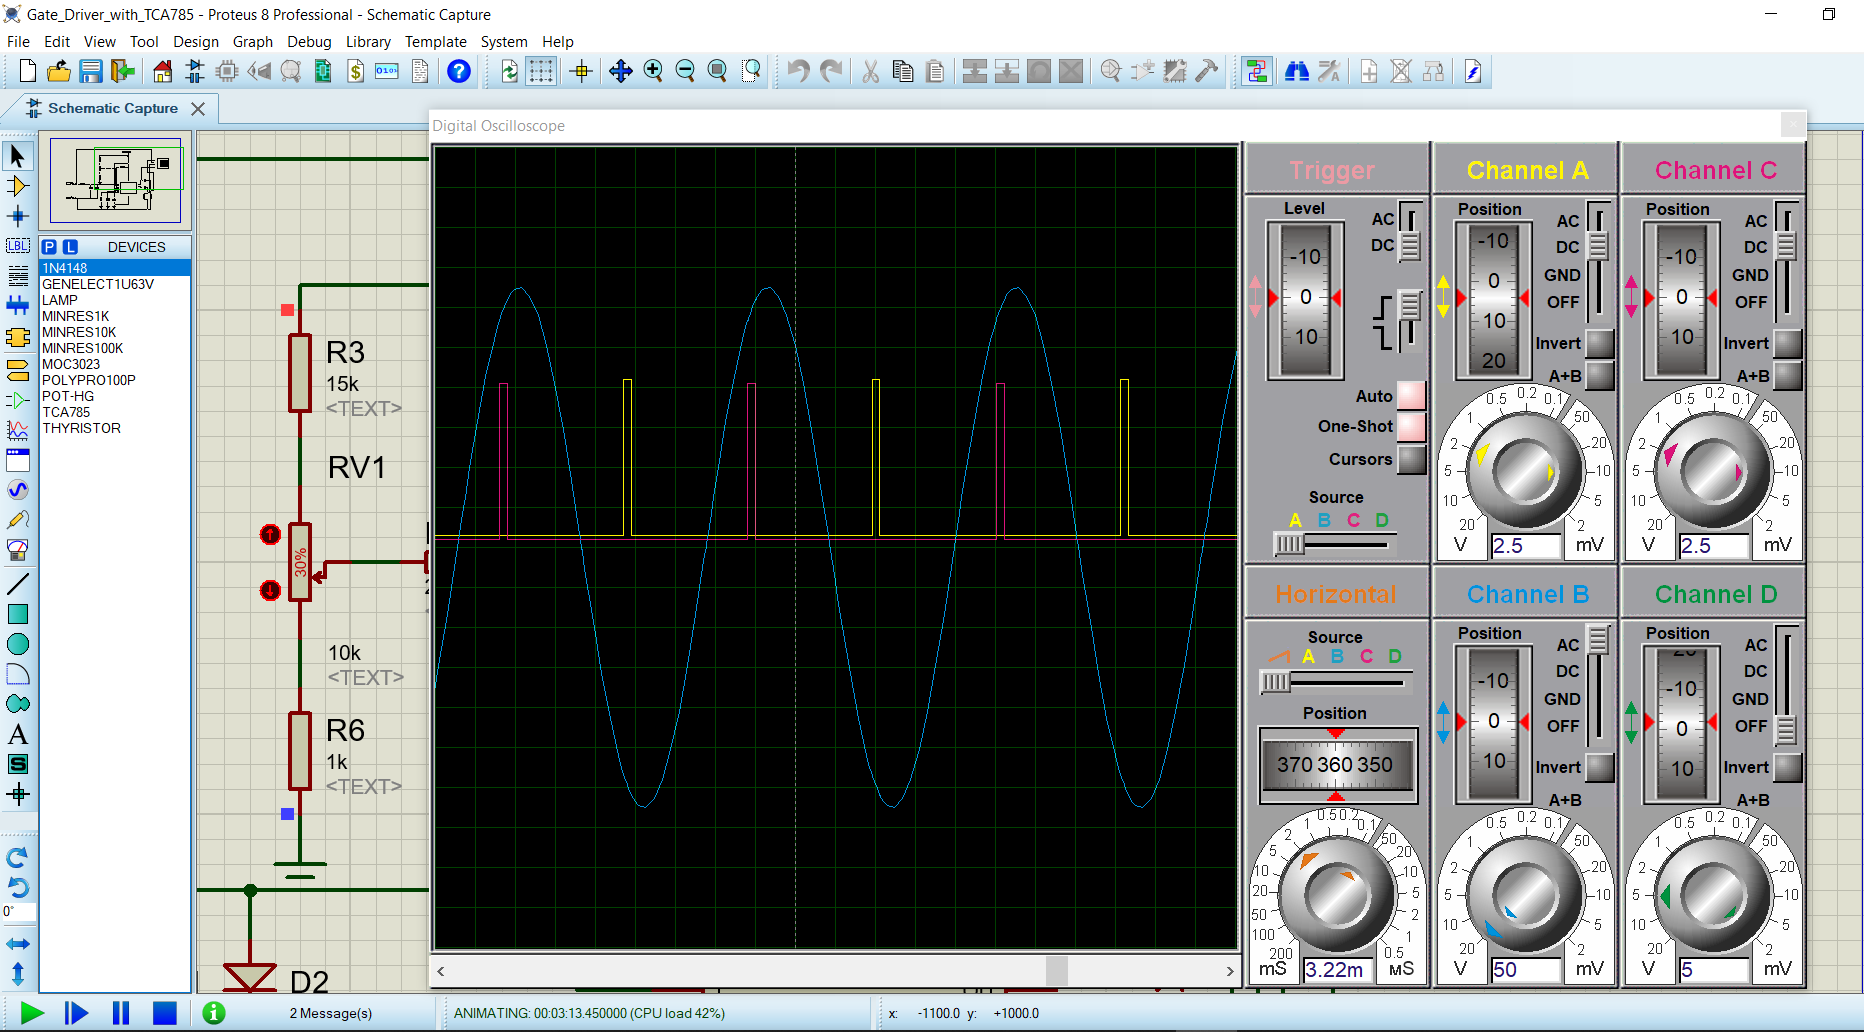 Gate_Driver_with_TCA785 - Proteus 8 Professional - Schematic Capture
File Edit View Tool Design Graph Debug Library Template System Help
Schematic Capture
P L DEVICES
1N4148
GENELECT1U63V
LAMP
MINRES1K
MINRES10K
MINRES100K
MOC3023
POLYPRO100P
POT-HG
TCA785
THYRISTOR
LBL
A
S
0°
R3
15k
<TEXT>
RV1
30%
10k
<TEXT>
R6
1k
<TEXT>
D2
Digital Oscilloscope
Trigger
Level
AC
DC
-10
0
10
Auto
One-Shot
Cursors
Source
A B C D
Channel A
Position
AC
DC
GND
OFF
-10
0
10
20
Invert
A+B
20 10 5 2 1 0.5 0.2 0.1 50 20 10 5 2
V 2.5 mV
Channel C
Position
AC
DC
GND
OFF
-10
0
10
Invert
A+B
20 10 5 2 1 0.5 0.2 0.1 50 20 10 5 2
V 2.5 mV
Horizontal
Source
A B C D
Position
370 360 350
200 100 50 20 10 5 2 1 0.5 0.2 0.1 50 20 10 5 2 1 0.5
mS 3.22m
Channel B
Position
AC
DC
GND
OFF
-10
0
10
Invert
A+B
20 10 5 2 1 0.5 0.2 0.1 50 20 10 5 2
V 50 mV
Channel D
Position
AC
DC
GND
OFF
-10
0
10
Invert
A+B
20 10 5 2 1 0.5 0.2 0.1 50 20 10 5 2
V 5 mV
2 Message(s)
ANIMATING: 00:03:13.450000 (CPU load 42%)
x: -1100.0 y: +1000.0